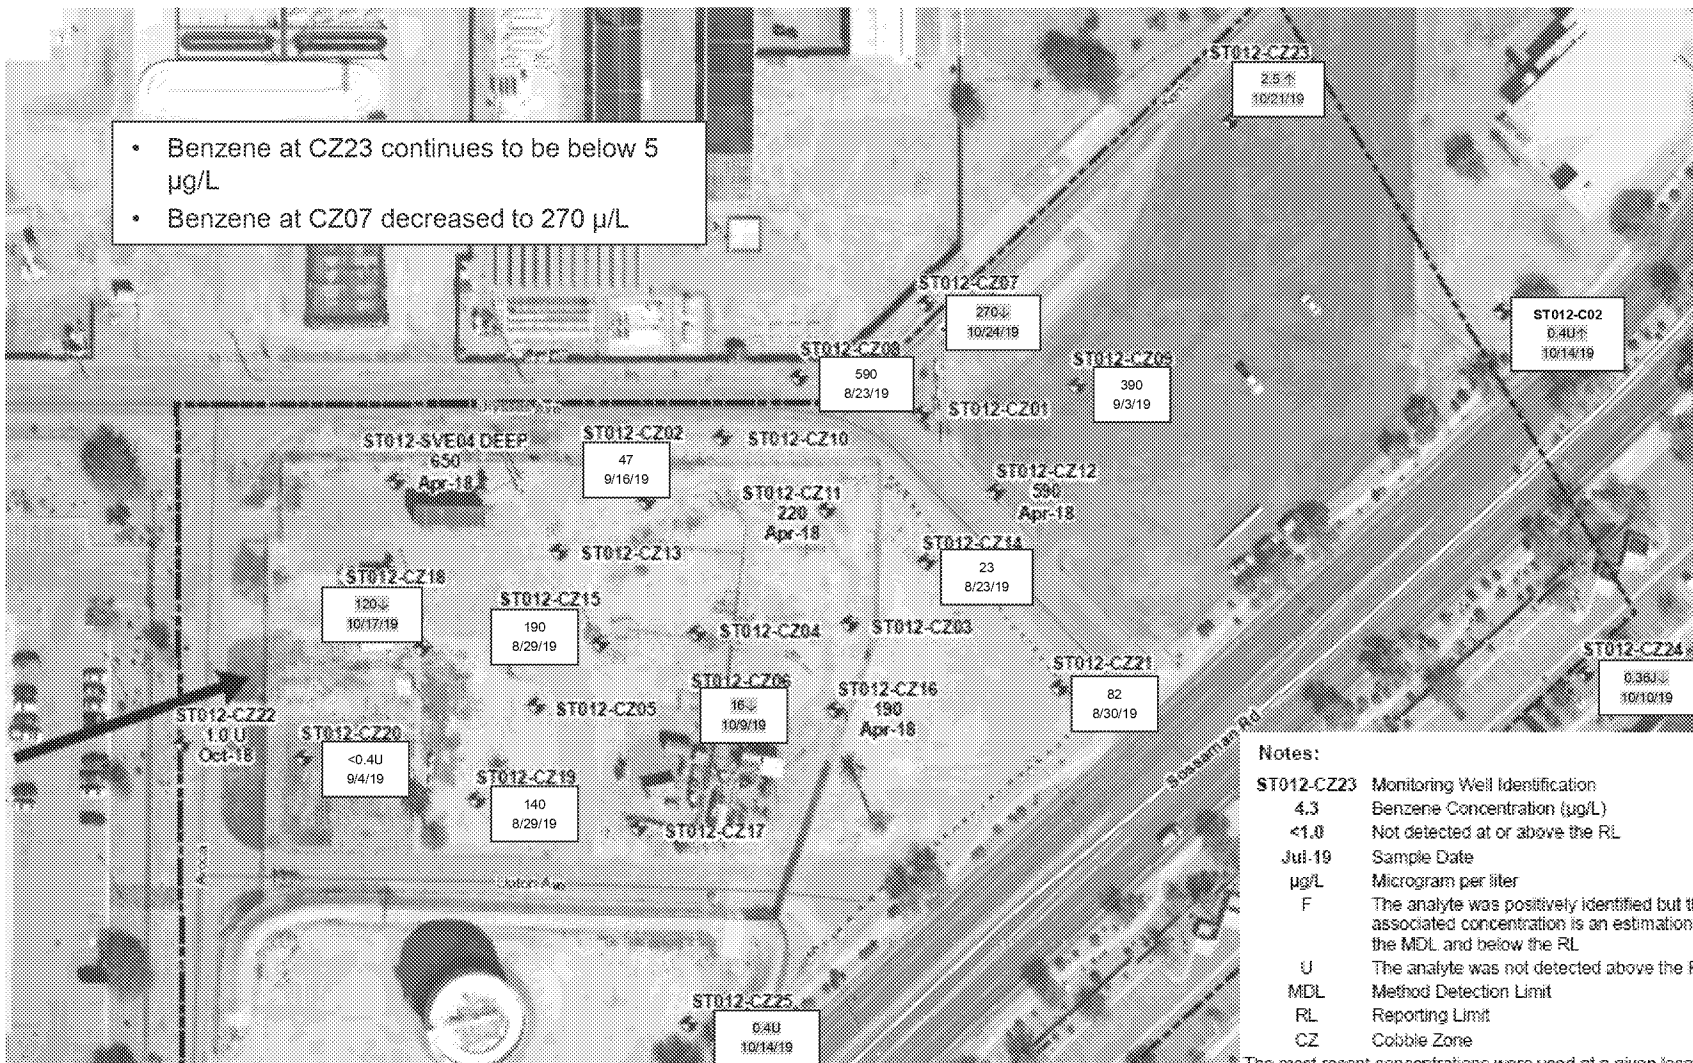 ST012-CZ23
2.5↑
10/21/19
• Benzene at CZ23 continues to be below 5
µg/L
• Benzene at CZ07 decreased to 270 µ/L
ST012-CZ07
270↓
10/24/19
ST012-C02
0.4U↑
10/14/19
ST012-CZ08
590
8/23/19
ST012-CZ09
390
9/3/19
ST012-CZ01
ST012-SVE04 DEEP
650
Apr-18
ST012-CZ02
47
9/16/19
ST012-CZ10
ST012-CZ11
220
Apr-18
ST012-CZ12
590
Apr-18
ST012-CZ13
ST012-CZ14
23
8/23/19
ST012-CZ18
120↓
10/17/19
ST012-CZ15
190
8/29/19
ST012-CZ04
ST012-CZ03
ST012-CZ21
82
8/30/19
ST012-CZ24
0.36J↓
10/10/19
ST012-CZ22
1.0 U
Oct-18
ST012-CZ05
ST012-CZ06
16↓
10/9/19
ST012-CZ16
190
Apr-18
ST012-CZ20
<0.4U
9/4/19
ST012-CZ19
140
8/29/19
ST012-CZ17
Sossaman Rd
ST012-CZ25
0.4U
10/14/19
Notes:
ST012-CZ23 Monitoring Well Identification
4.3 Benzene Concentration (µg/L)
<1.0 Not detected at or above the RL
Jul-19 Sample Date
µg/L Microgram per liter
F The analyte was positively identified but t
associated concentration is an estimation
the MDL and below the RL
U The analyte was not detected above the
MDL Method Detection Limit
RL Reporting Limit
CZ Cobble Zone
The most recent concentrations were used at a given